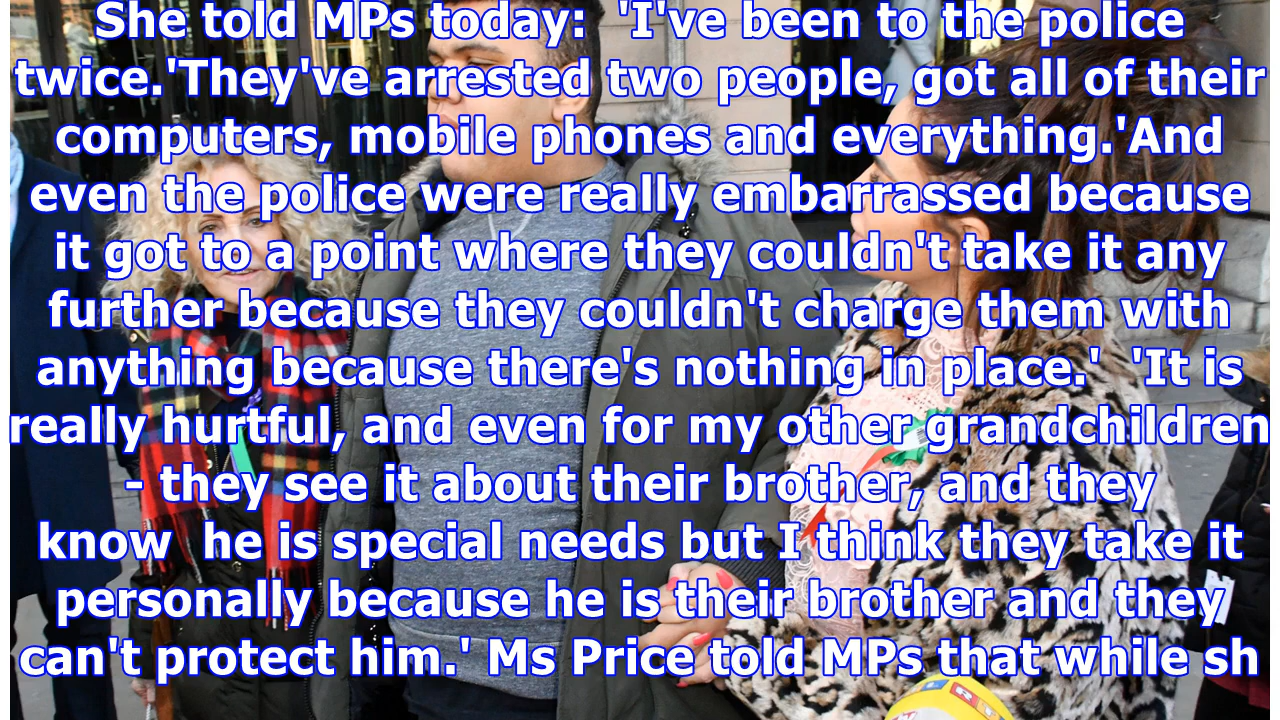 She told MPs today:  'I've been to the police
twice.'They've arrested two people, got all of their
computers, mobile phones and everything.'And
even the police were really embarrassed because
it got to a point where they couldn't take it any
further because they couldn't charge them with
anything because there's nothing in place.'  'It is
really hurtful, and even for my other grandchildren
- they see it about their brother, and they
know  he is special needs but I think they take it
personally because he is their brother and they
can't protect him.' Ms Price told MPs that while sh